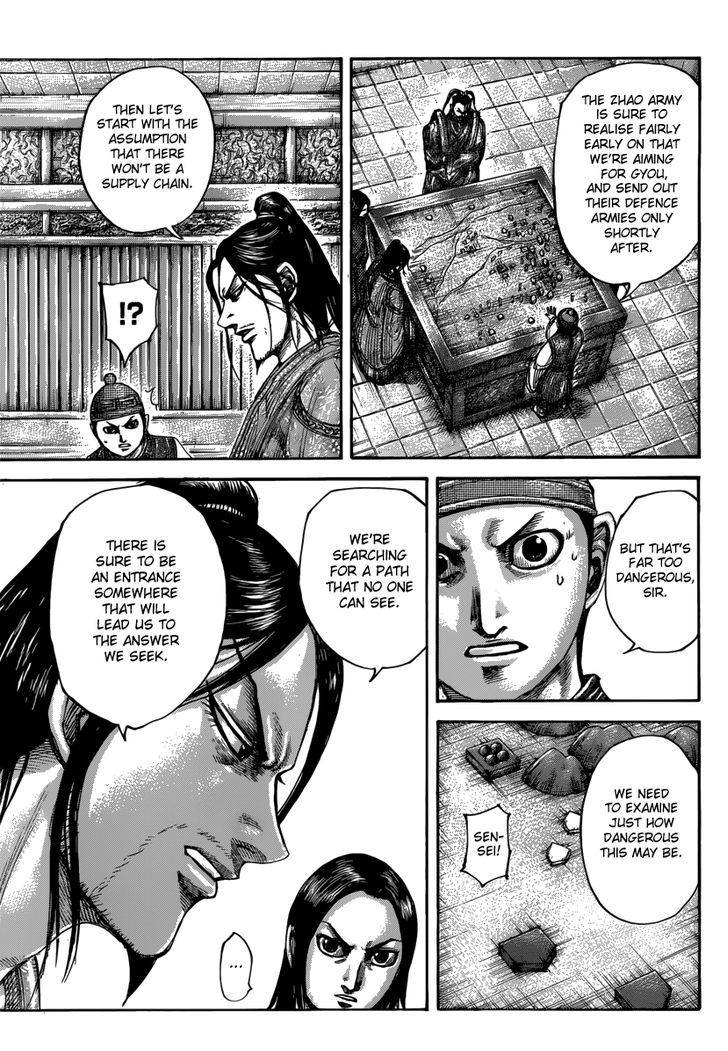 THE ZHAO ARMY
IS SURE TO
REALISE FAIRLY
EARLY ON THAT
WE'RE AIMING
FOR GYOU,
AND SEND OUT
THEIR DEFENCE
ARMIES ONLY
SHORTLY
AFTER.
THEN LET'S
START WITH THE
ASSUMPTION
THAT THERE
WON'T BE A
SUPPLY CHAIN.
!?
BUT THAT'S
FAR TOO
DANGEROUS,
SIR.
WE NEED
TO EXAMINE
JUST HOW
DANGEROUS
THIS MAY BE.
SEN-
SEI!
WE'RE
SEARCHING
FOR A PATH
THAT NO ONE
CAN SEE.
THERE IS
SURE TO BE
AN ENTRANCE
SOMEWHERE
THAT WILL
LEAD US TO
THE ANSWER
WE SEEK.
...